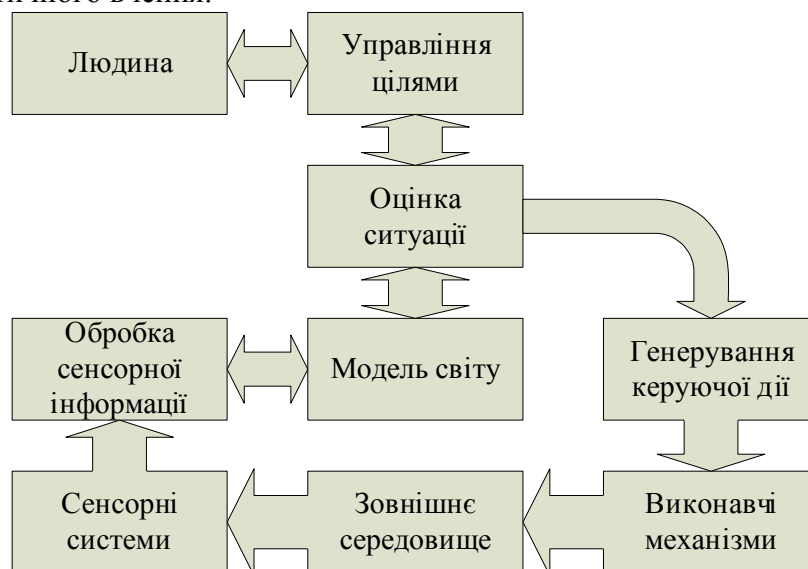 Людина
Управління
цілями
Оцінка
ситуації
Обробка
сенсорної
інформації
Модель світу
Генерування
керуючої дії
Сенсорні
системи
Зовнішнє
середовище
Виконавчі
механізми